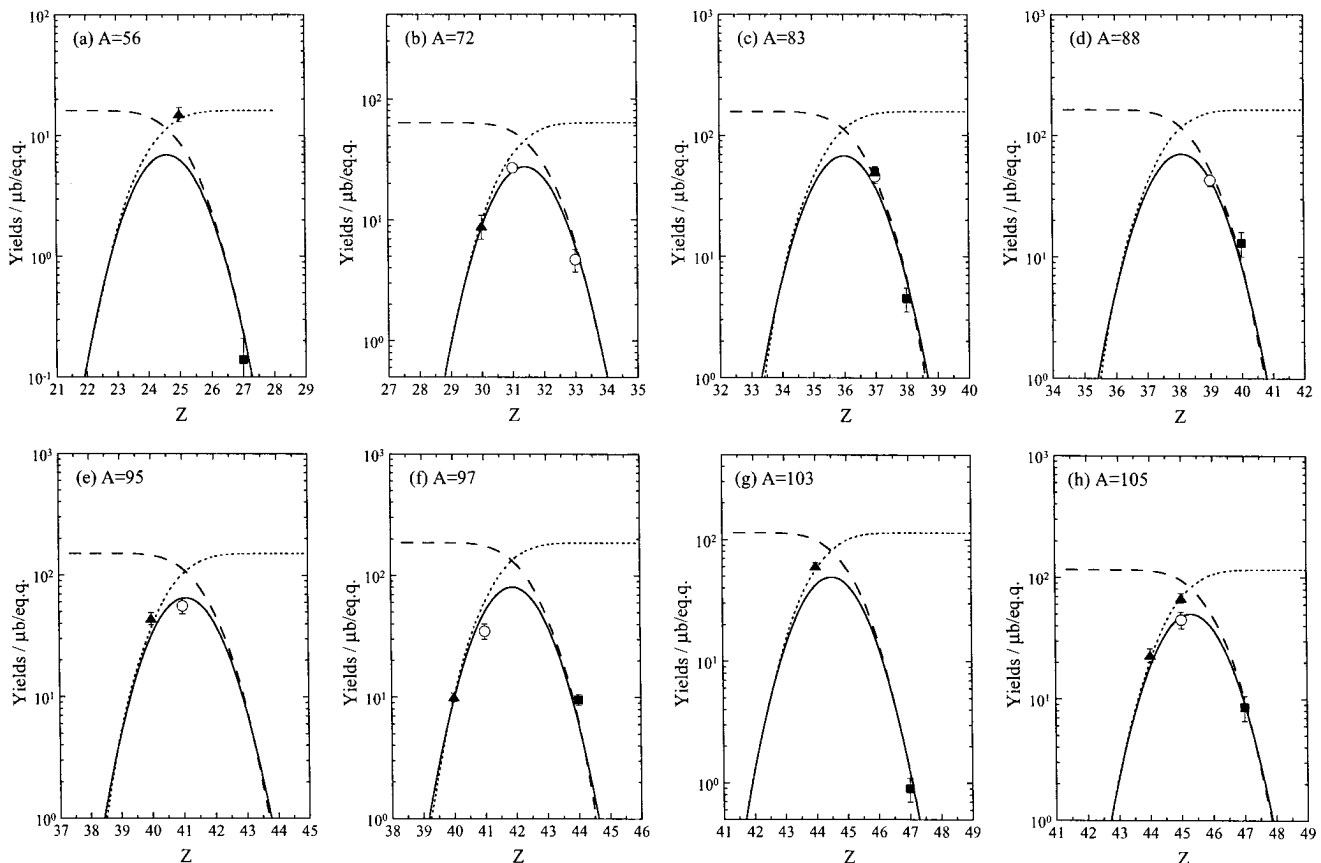 (a) A=56
10²
10¹
10⁰
10⁻¹
Yields / μb/eq.q.
21 22 23 24 25 26 27 28 29
Z
(b) A=72
10²
10¹
10⁰
Yields / μb/eq.q.
27 28 29 30 31 32 33 34 35
Z
(c) A=83
10³
10²
10¹
10⁰
Yields / μb/eq.q.
32 33 34 35 36 37 38 39 40
Z
(d) A=88
10³
10²
10¹
10⁰
Yields / μb/eq.q.
34 35 36 37 38 39 40 41 42
Z
(e) A=95
10³
10²
10¹
10⁰
Yields / μb/eq.q.
37 38 39 40 41 42 43 44 45
Z
(f) A=97
10³
10²
10¹
10⁰
Yields / μb/eq.q.
38 39 40 41 42 43 44 45 46
Z
(g) A=103
10²
10¹
10⁰
Yields / μb/eq.q.
41 42 43 44 45 46 47 48 49
Z
(h) A=105
10³
10²
10¹
10⁰
Yields / μb/eq.q.
41 42 43 44 45 46 47 48 49
Z